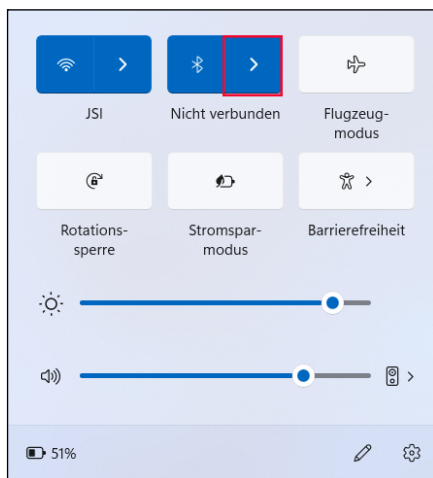 JSI
Nicht verbunden
Flugzeug-
modus
Rotations-
sperre
Stromspar-
modus
Barrierefreiheit
51%